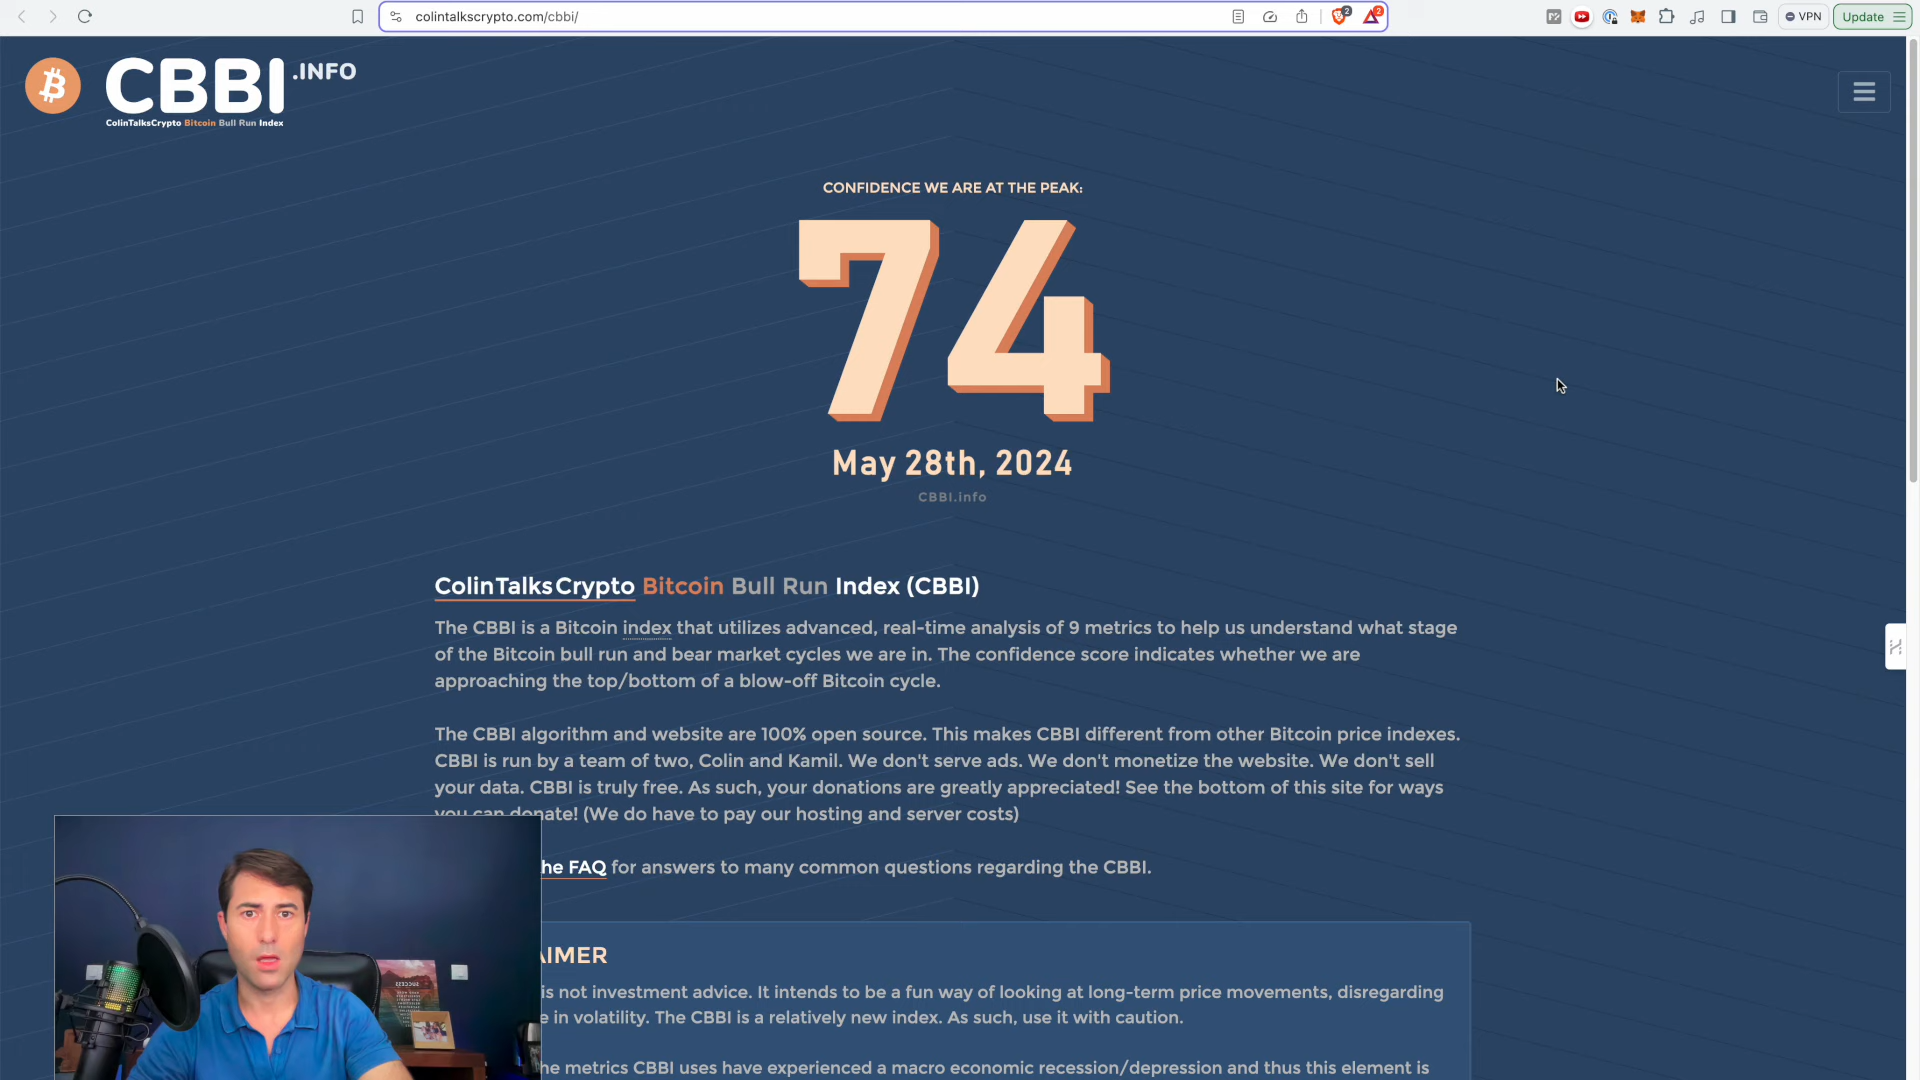 colintalkscrypto.com/cbbi/
2
2
VPN
Update
CBBI.INFO
ColinTalksCrypto Bitcoin Bull Run Index
CONFIDENCE WE ARE AT THE PEAK:
74
May 28th, 2024
CBBI.info
ColinTalksCrypto Bitcoin Bull Run Index (CBBI)
The CBBI is a Bitcoin index that utilizes advanced, real-time analysis of 9 metrics to help us understand what stage
of the Bitcoin bull run and bear market cycles we are in. The confidence score indicates whether we are
approaching the top/bottom of a blow-off Bitcoin cycle.
The CBBI algorithm and website are 100% open source. This makes CBBI different from other Bitcoin price indexes.
CBBI is run by a team of two, Colin and Kamil. We don't serve ads. We don't monetize the website. We don't sell
your data. CBBI is truly free. As such, your donations are greatly appreciated! See the bottom of this site for ways
you can donate! (We do have to pay our hosting and server costs)
he FAQ for answers to many common questions regarding the CBBI.
AIMER
is not investment advice. It intends to be a fun way of looking at long-term price movements, disregarding
e in volatility. The CBBI is a relatively new index. As such, use it with caution.
he metrics CBBI uses have experienced a macro economic recession/depression and thus this element is